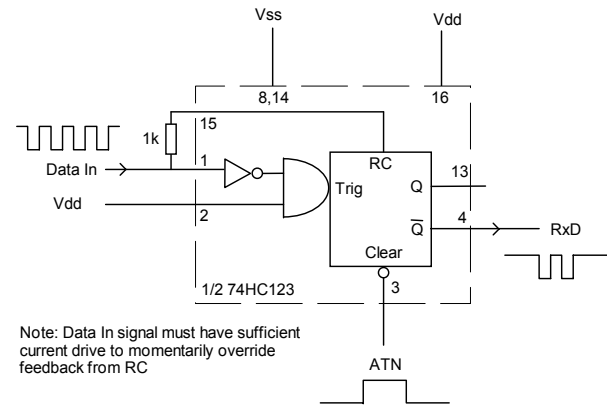 Vss
Vdd
8,14
16
15
1k
RC
1
13
Data In
Trig
Q
Vdd
2
4
Q
RxD
Clear
1/2 74HC123
3
Note: Data In signal must have sufficient
current drive to momentarily override
feedback from RC
ATN